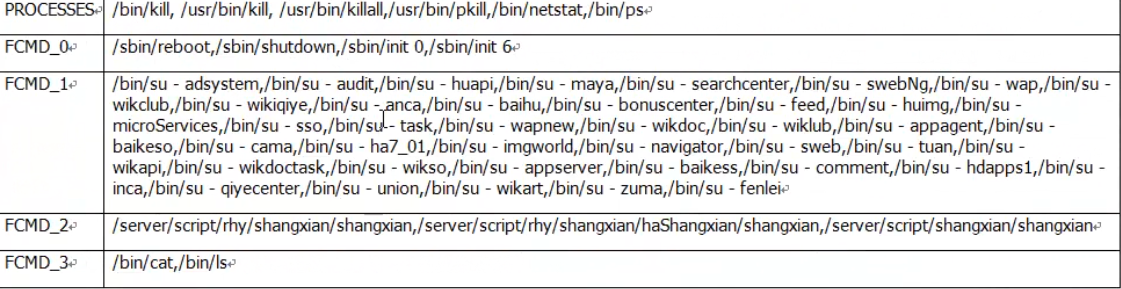 PROCESSES /bin/kill, /usr/bin/kill, /usr/bin/killall,/usr/bin/pkill,/bin/netstat,/bin/ps
FCMD_0 /sbin/reboot,/sbin/shutdown,/sbin/init 0,/sbin/init 6
FCMD_1 /bin/su - adsystem,/bin/su - audit,/bin/su - huapi,/bin/su - maya,/bin/su - searchcenter,/bin/su - swebNg,/bin/su - wap,/bin/su -
wikclub,/bin/su - wikiqiye,/bin/su - anca,/bin/su - baihu,/bin/su - bonuscenter,/bin/su - feed,/bin/su - huimg,/bin/su -
microServices,/bin/su - sso,/bin/su - task,/bin/su - wapnew,/bin/su - wikdoc,/bin/su - wiklub,/bin/su - appagent,/bin/su -
baikeso,/bin/su - cama,/bin/su - ha7_01,/bin/su - imgworld,/bin/su - navigator,/bin/su - sweb,/bin/su - tuan,/bin/su -
wikapi,/bin/su - wikdoctask,/bin/su - wikso,/bin/su - appserver,/bin/su - baikess,/bin/su - comment,/bin/su - hdapps1,/bin/su -
inca,/bin/su - qiyecenter,/bin/su - union,/bin/su - wikart,/bin/su - zuma,/bin/su - fenlei
FCMD_2 /server/script/rhy/shangxian/shangxian,/server/script/rhy/shangxian/haShangxian/shangxian,/server/script/shangxian/shangxian
FCMD_3 /bin/cat,/bin/ls